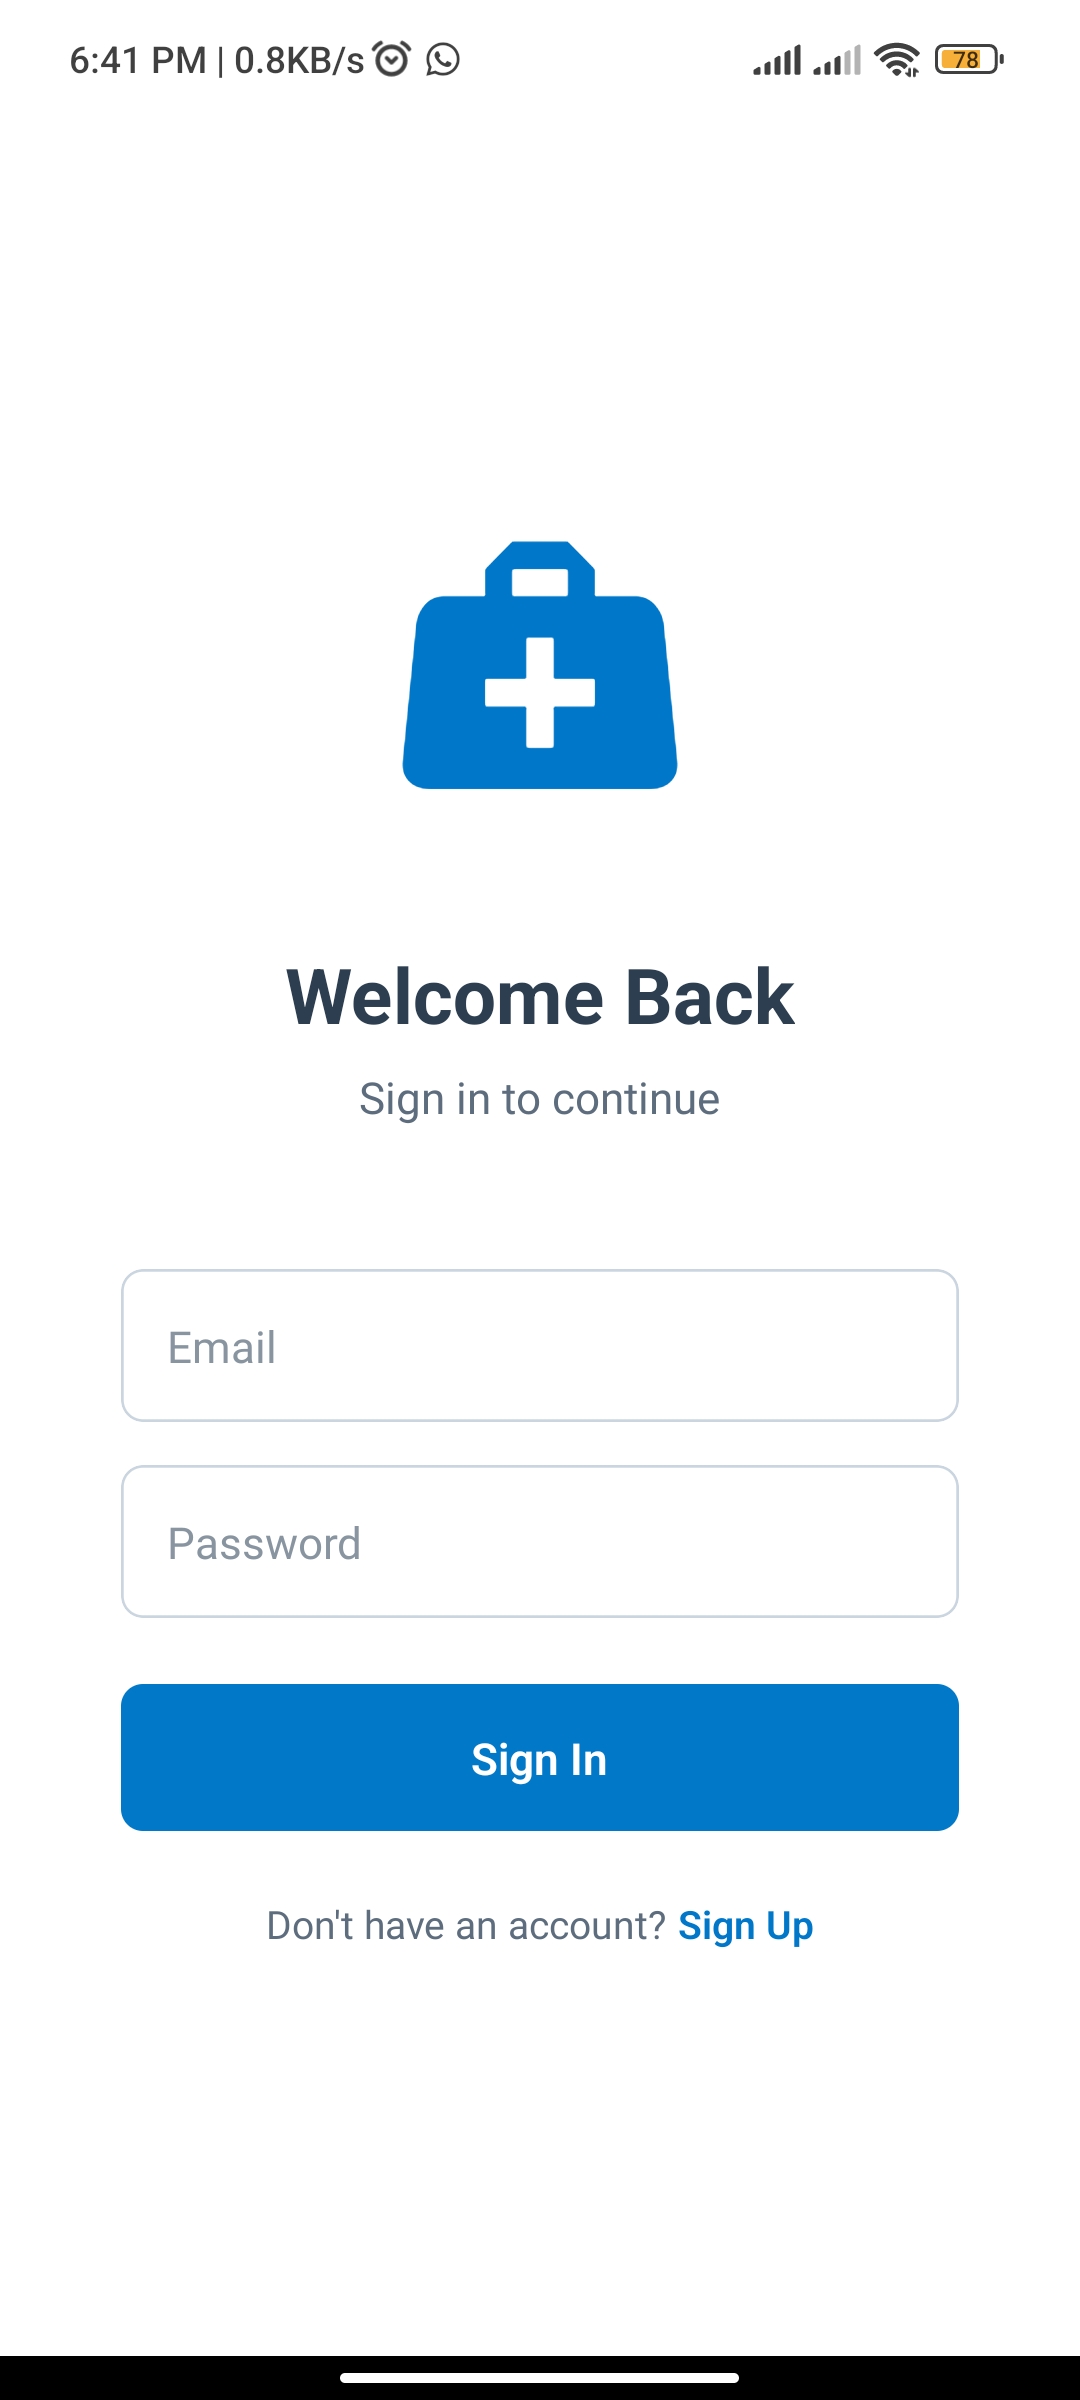 6:41 PM | 0.8KB/s 78
Welcome Back
Sign in to continue
Email
Password
Sign In
Don't have an account? Sign Up